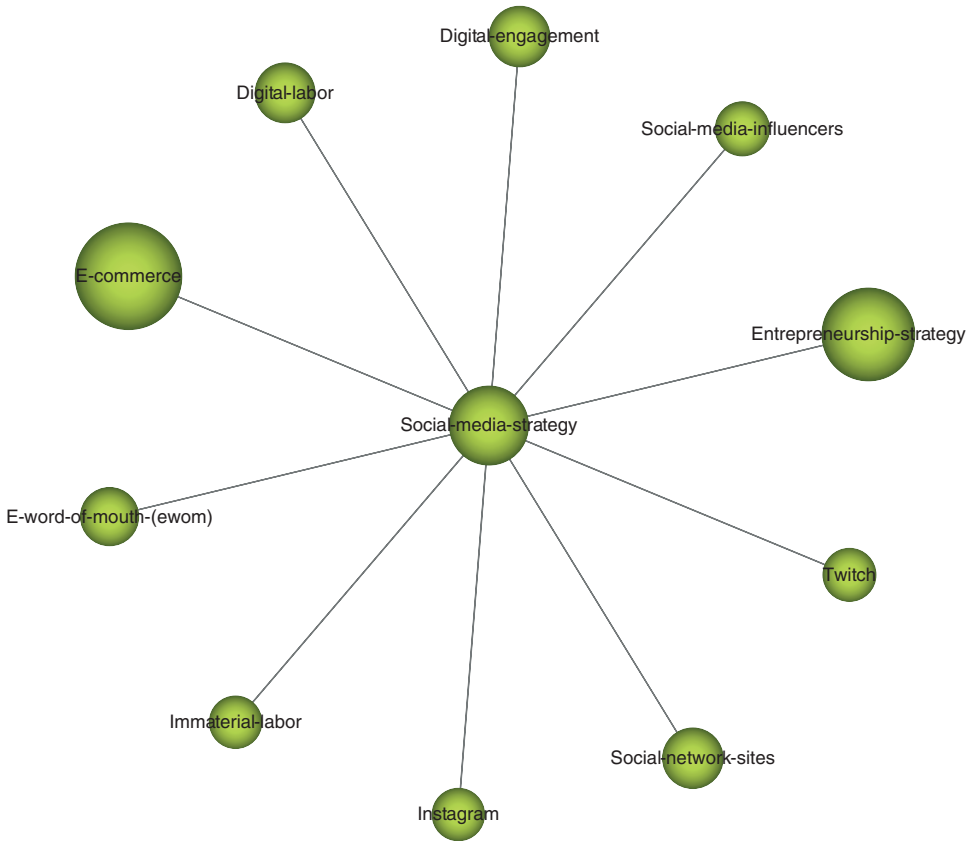 Digital-engagement
Digital-labor
Social-media-influencers
E-commerce
Entrepreneurship-strategy
Social-media-strategy
E-word-of-mouth-(ewom)
Twitch
Immaterial-labor
Social-network-sites
Instagram